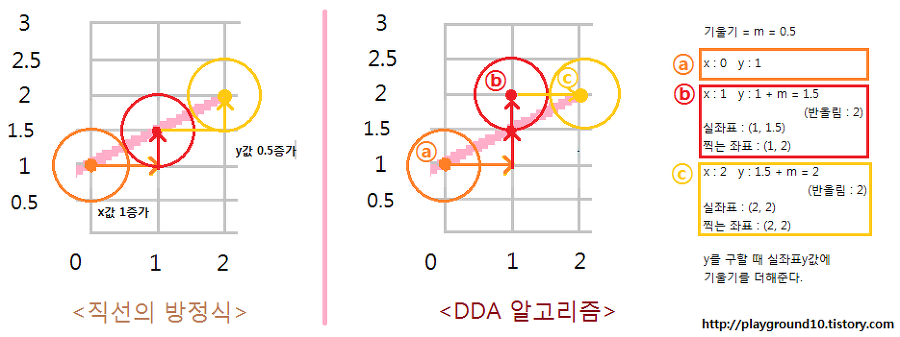 3
2.5
2
1.5
1
0.5
0
1
2
x값 1증가
y값 0.5증가
<직선의 방정식>
3
2.5
2
1.5
1
0.5
0
1
2
ⓐ
ⓑ
ⓒ
<DDA 알고리즘>
기울기 = m = 0.5
ⓐ x : 0 y : 1
ⓑ x : 1 y : 1 + m = 1.5
(반올림 : 2)
실좌표 : (1, 1.5)
찍는 좌표 : (1, 2)
ⓒ x : 2 y : 1.5 + m = 2
(반올림 : 2)
실좌표 : (2, 2)
찍는 좌표 : (2, 2)
y를 구할 때 실좌표y값에
기울기를 더해준다.
http://playground10.tistory.com